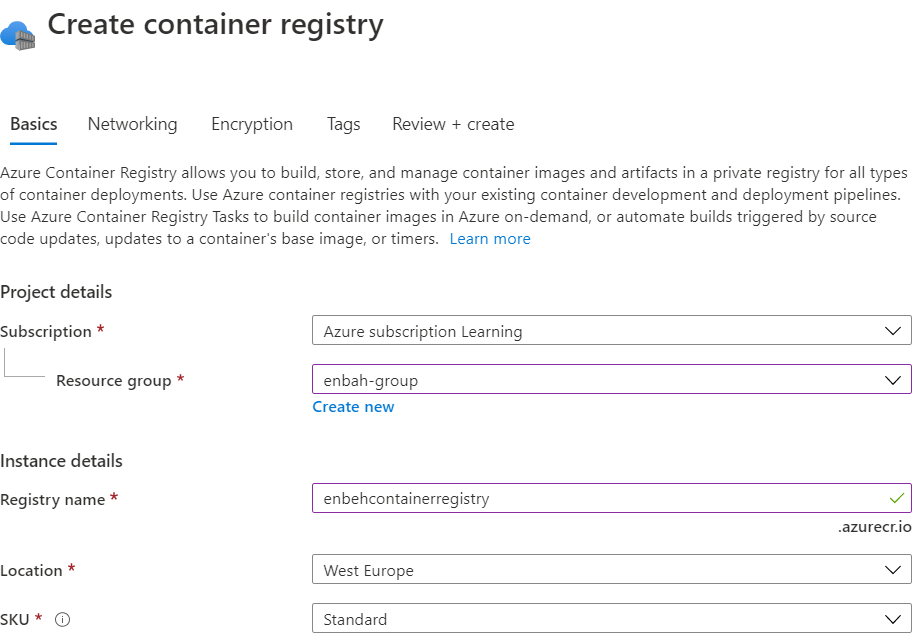 Create container registry
Basics Networking Encryption Tags Review + create
Azure Container Registry allows you to build, store, and manage container images and artifacts in a private registry for all types
of container deployments. Use Azure container registries with your existing container development and deployment pipelines.
Use Azure Container Registry Tasks to build container images in Azure on-demand, or automate builds triggered by source
code updates, updates to a container's base image, or timers. Learn more
Project details
Subscription * Azure subscription Learning
Resource group * enbah-group
Create new
Instance details
Registry name * enbehcontainerregistry
.azurecr.io
Location * West Europe
SKU * Standard